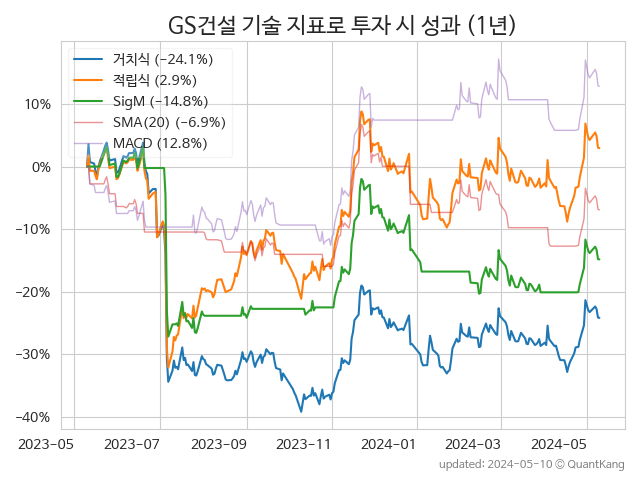 GS건설 기술 지표로 투자 시 성과 (1년)
거치식 (−24.1%)
적립식 (2.9%)
SigM (−14.8%)
SMA(20) (−6.9%)
MACD (12.8%)
10%
0%
−10%
−20%
−30%
−40%
2023-05 2023-07 2023-09 2023-11 2024-01 2024-03 2024-05
updated: 2024-05-10 © QuantKang